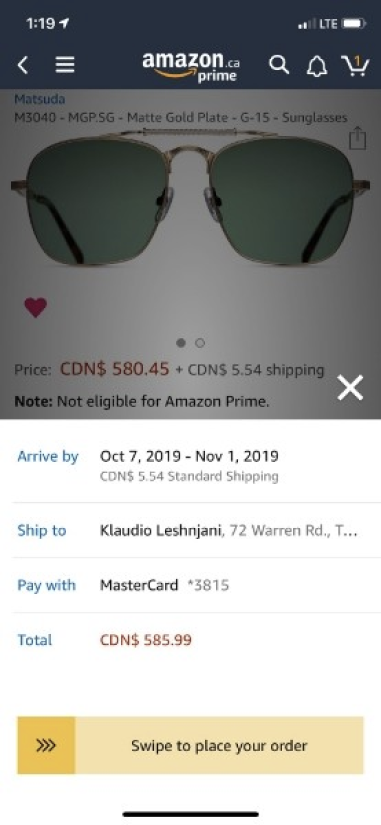 1:19
LTE
amazon.ca
prime
1
Matsuda
M3040 - MGP.SG - Matte Gold Plate - G-15 - Sunglasses
Price: CDN$ 580.45 + CDN$ 5.54 shipping
Note: Not eligible for Amazon Prime.
Arrive by Oct 7, 2019 - Nov 1, 2019
CDN$ 5.54 Standard Shipping
Ship to Klaudio Leshnjani, 72 Warren Rd., T...
Pay with MasterCard *3815
Total CDN$ 585.99
Swipe to place your order